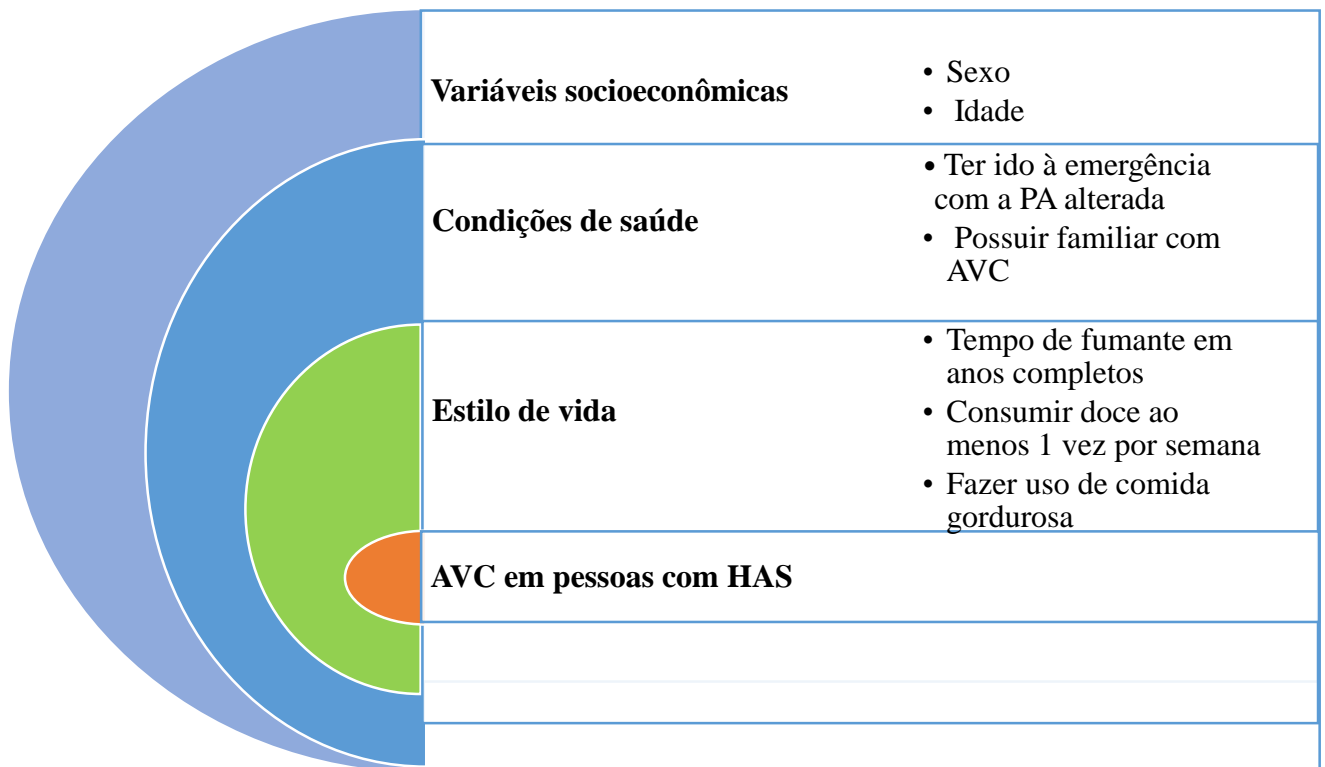 Variáveis socioeconômicas
• Sexo
• Idade
Condições de saúde
• Ter ido à emergência
com a PA alterada
• Possuir familiar com
AVC
Estilo de vida
• Tempo de fumante em
anos completos
• Consumir doce ao
menos 1 vez por semana
• Fazer uso de comida
gordurosa
AVC em pessoas com HAS